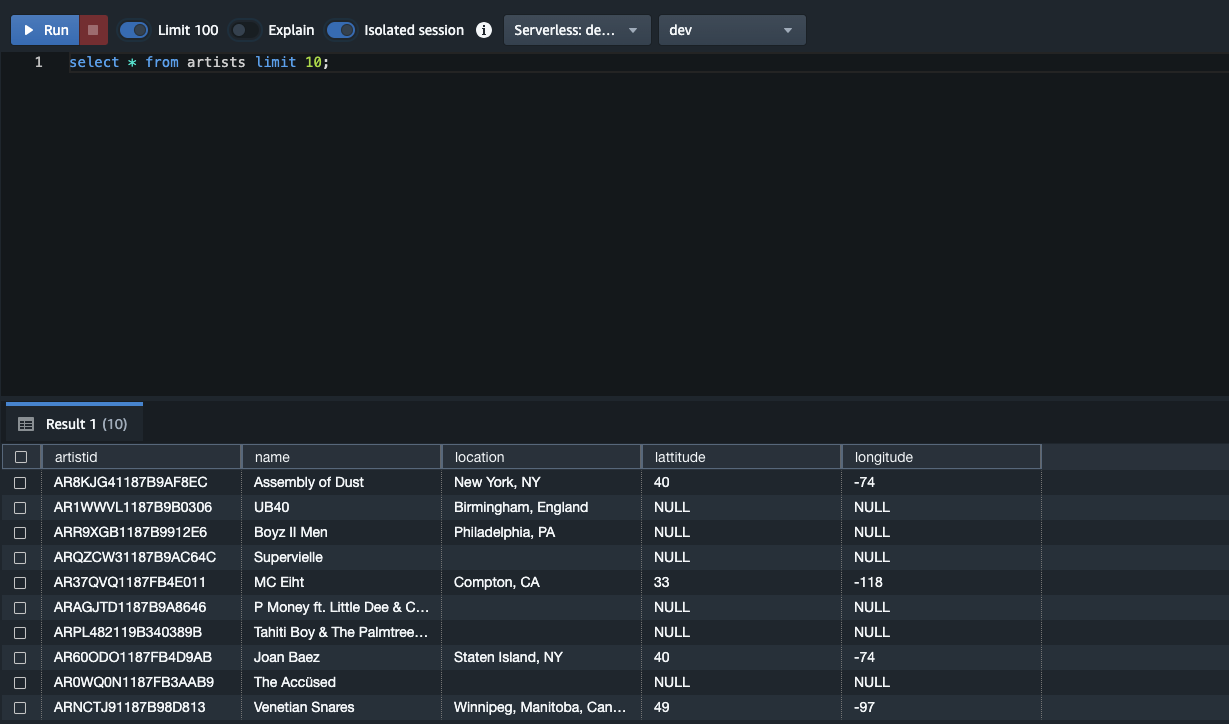 Run Limit 100 Explain Isolated session i Serverless: de... dev
1 select * from artists limit 10;
Result 1 (10)
artistid name location lattitude longitude
AR8KJG41187B9AF8EC Assembly of Dust New York, NY 40 -74
AR1WWVL1187B9B0306 UB40 Birmingham, England NULL NULL
ARR9XGB1187B9912E6 Boyz II Men Philadelphia, PA NULL NULL
ARQZCW31187B9AC64C Supervielle NULL NULL
AR37QVQ1187FB4E011 MC Eiht Compton, CA 33 -118
ARAGJTD1187B9A8646 P Money ft. Little Dee & C... NULL NULL
ARPL482119B340389B Tahiti Boy & The Palmtree... NULL NULL
AR60ODO1187FB4D9AB Joan Baez Staten Island, NY 40 -74
AR0WQ0N1187FB3AAB9 The Accüsed NULL NULL
ARNCTJ91187B98D813 Venetian Snares Winnipeg, Manitoba, Can... 49 -97